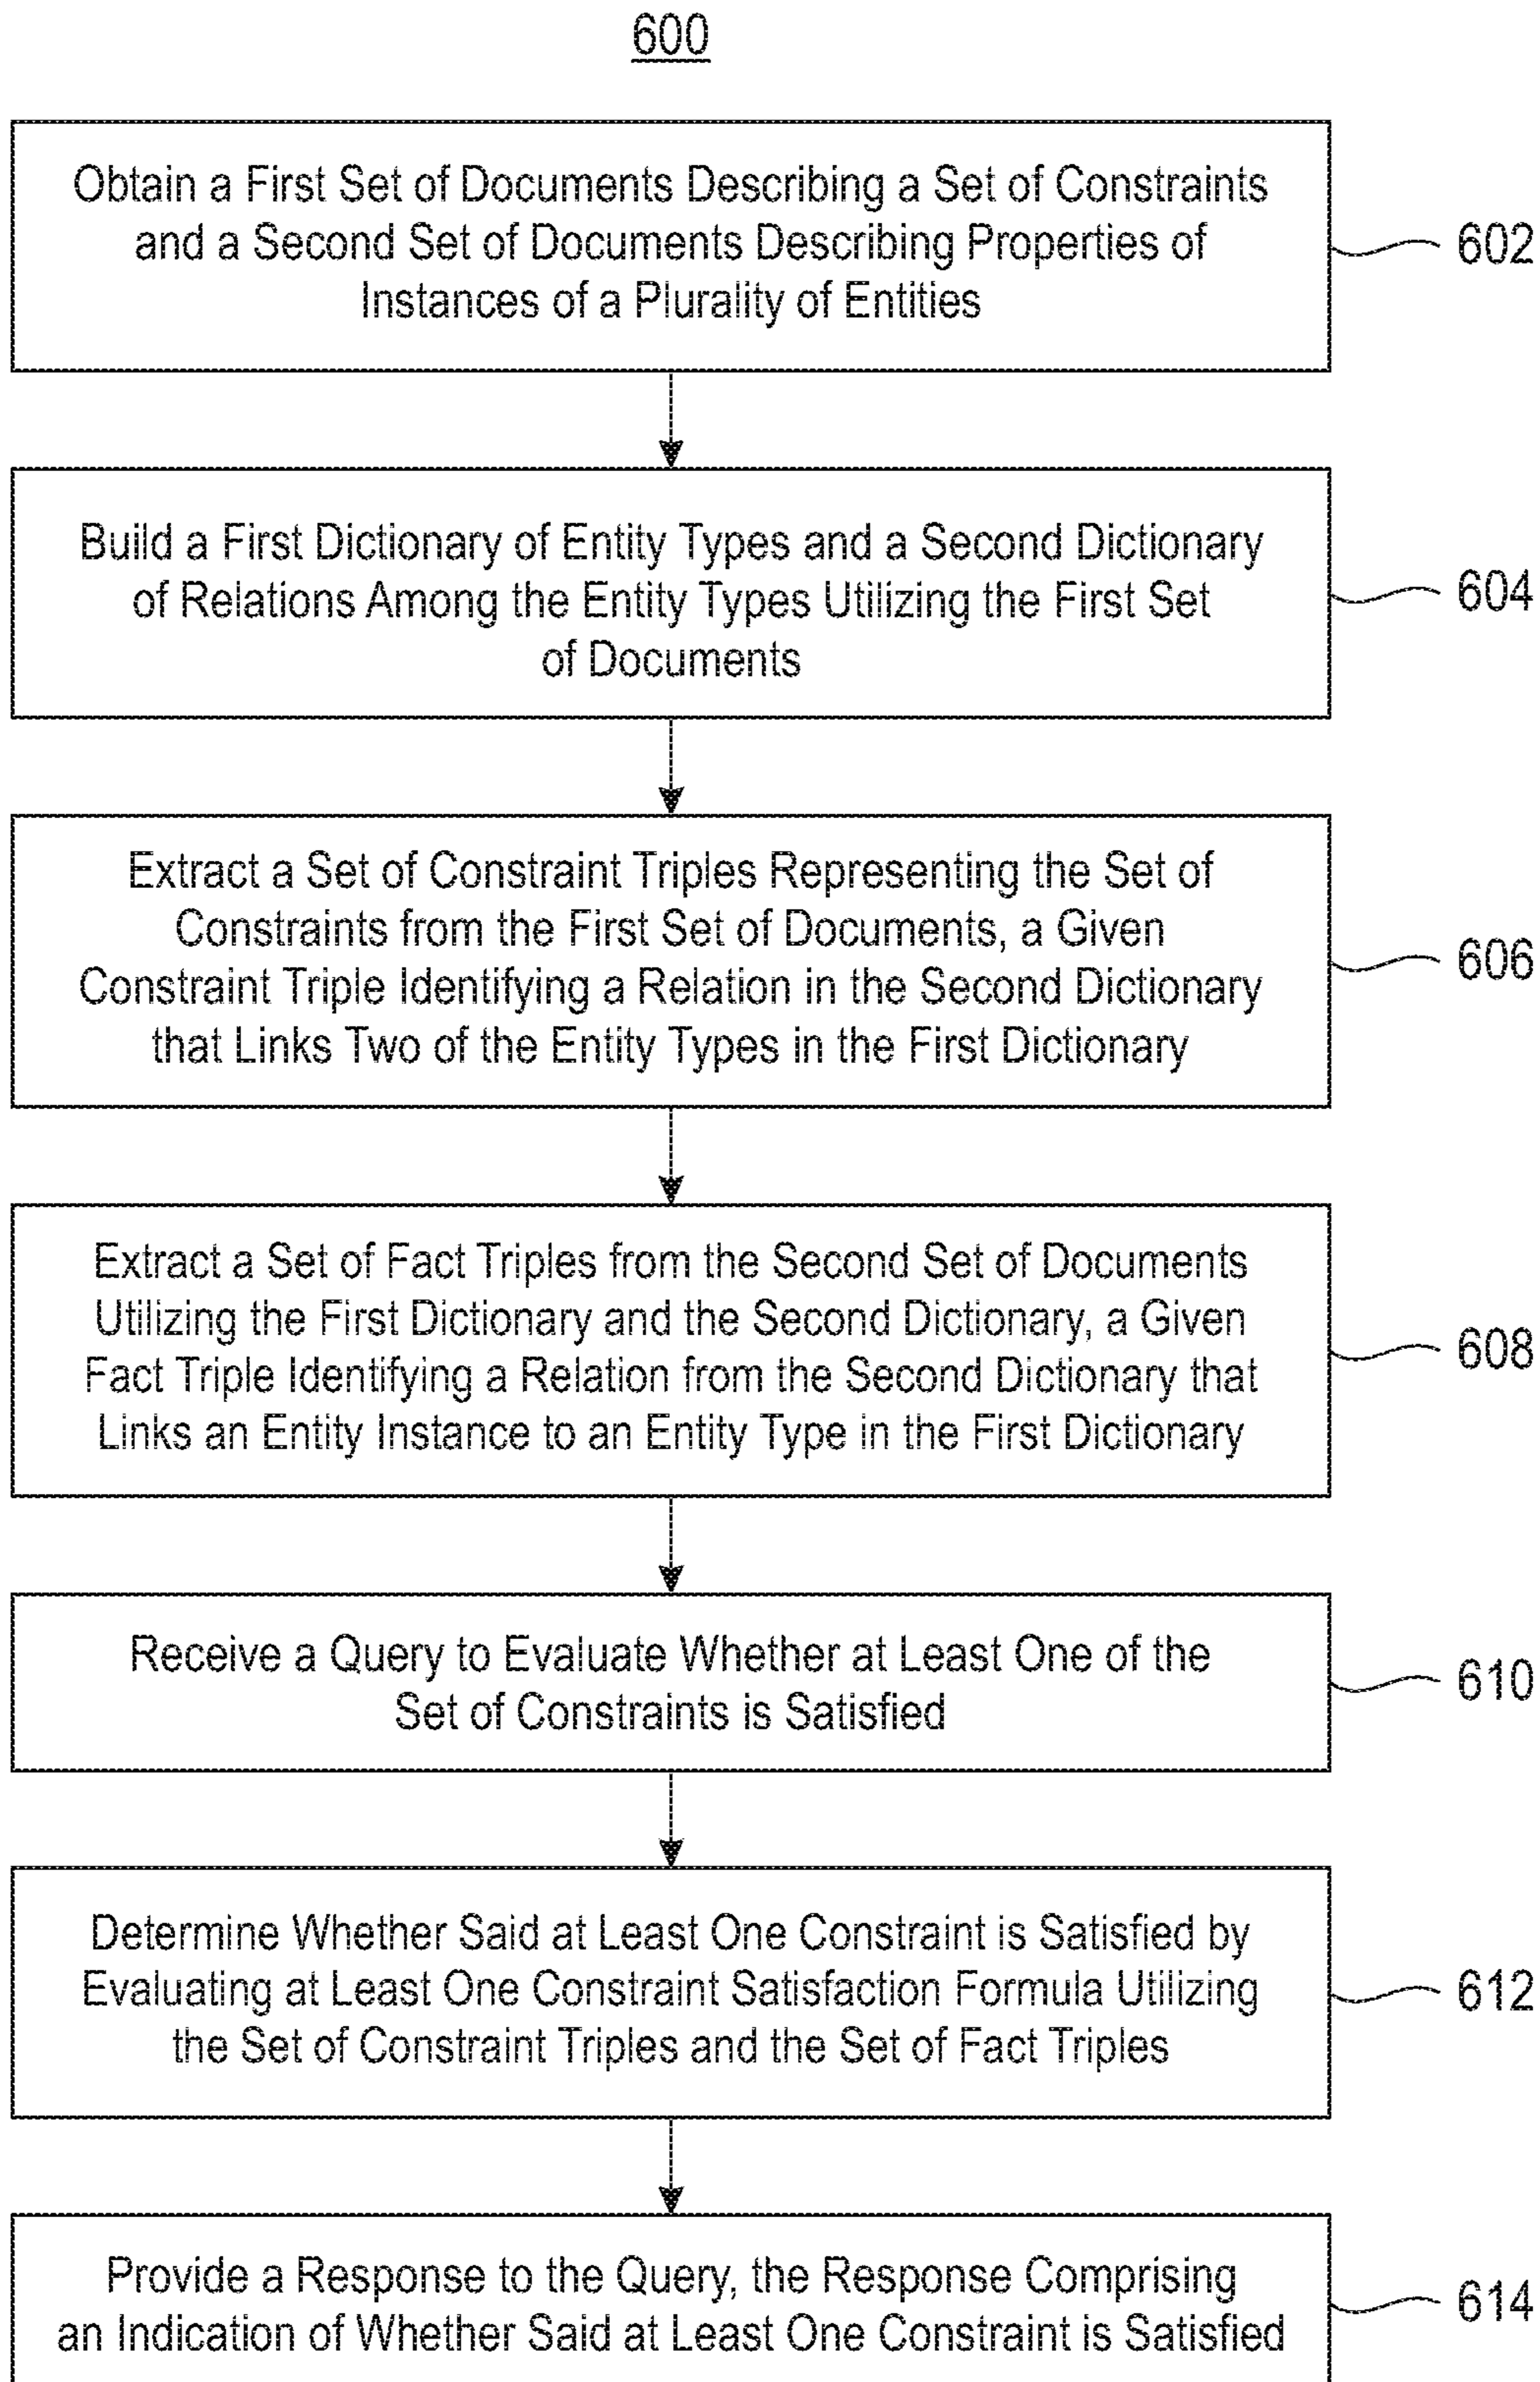 600
Obtain a First Set of Documents Describing a Set of Constraints
and a Second Set of Documents Describing Properties of
Instances of a Plurality of Entities
602
Build a First Dictionary of Entity Types and a Second Dictionary
of Relations Among the Entity Types Utilizing the First Set
of Documents
604
Extract a Set of Constraint Triples Representing the Set of
Constraints from the First Set of Documents, a Given
Constraint Triple Identifying a Relation in the Second Dictionary
that Links Two of the Entity Types in the First Dictionary
606
Extract a Set of Fact Triples from the Second Set of Documents
Utilizing the First Dictionary and the Second Dictionary, a Given
Fact Triple Identifying a Relation from the Second Dictionary that
Links an Entity Instance to an Entity Type in the First Dictionary
608
Receive a Query to Evaluate Whether at Least One of the
Set of Constraints is Satisfied
610
Determine Whether Said at Least One Constraint is Satisfied by
Evaluating at Least One Constraint Satisfaction Formula Utilizing
the Set of Constraint Triples and the Set of Fact Triples
612
Provide a Response to the Query, the Response Comprising
an Indication of Whether Said at Least One Constraint is Satisfied
614